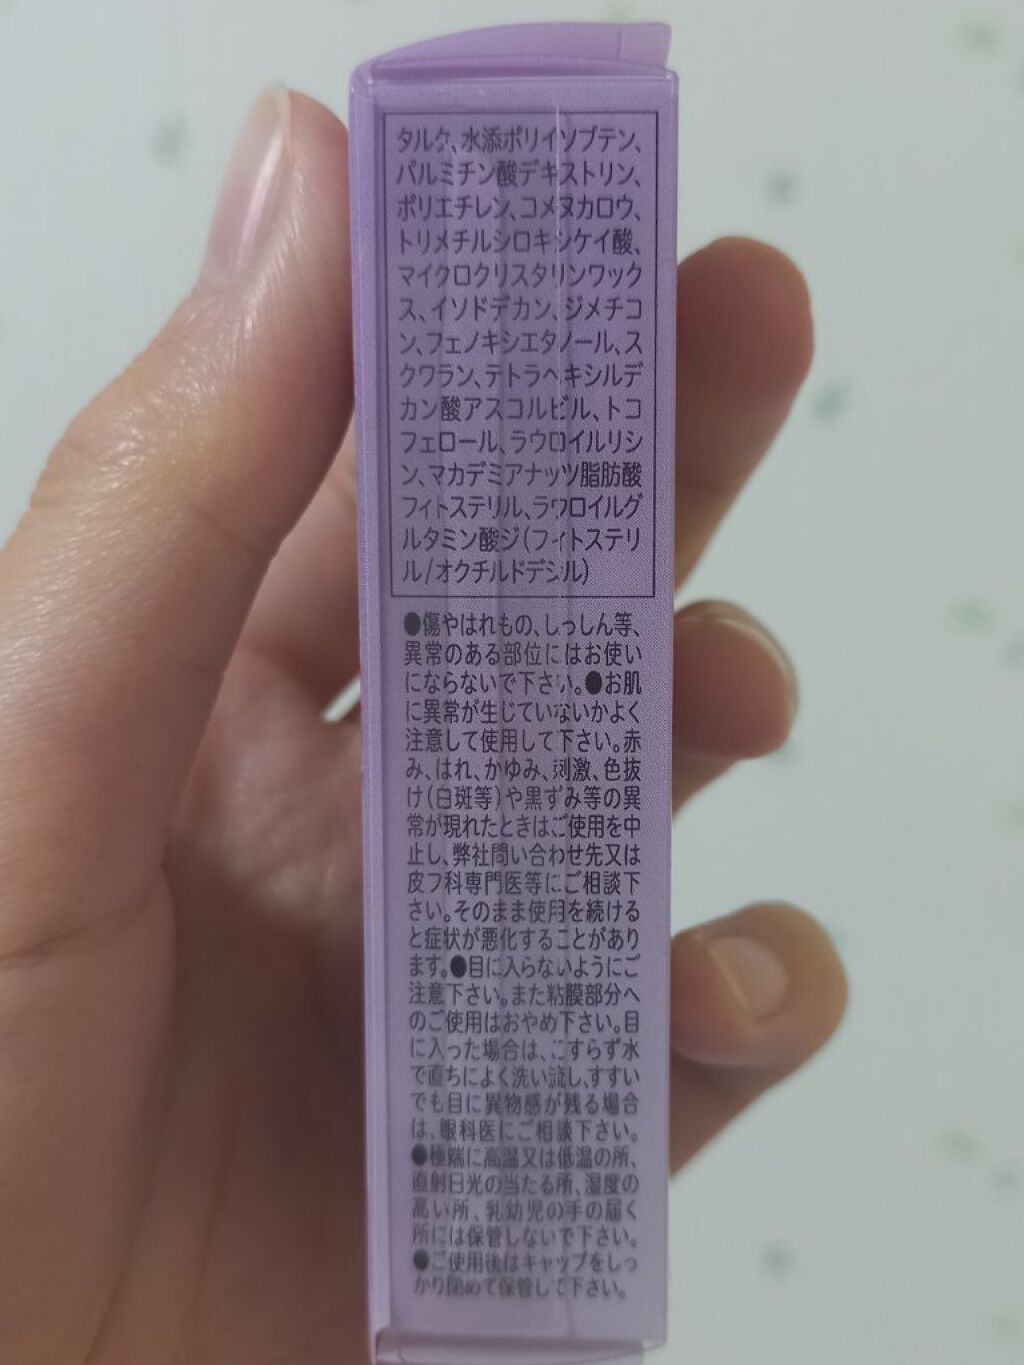 タルク、水添ポリイソブテン、
パルミチン酸デキストリン、
ポリエチレン、コメヌカロウ、
トリメチルシロキシケイ酸、
マイクロクリスタリンワック
ス、イソドデカン、ジメチコ
ン、フェノキシエタノール、ス
クワラン、テトラヘキシルデ
カン酸アスコルビル、トコ
フェロール、ラウロイルリシ
ン、マカデミアナッツ脂肪酸
フィトステリル、ラウロイルグ
ルタミン酸ジ(フィトステリ
ル/オクチルドデシル)
●傷やはれもの、しっしん等、
異常のある部位にはお使い
にならないで下さい。●お肌
に異常が生じていないかよく
注意して使用して下さい。赤
み、はれ、かゆみ、刺激、色抜
け(白斑等)や黒ずみ等の異
常が現れたときはご使用を中
止し、弊社問い合わせ先又は
皮フ科専門医等にご相談下
さい。そのまま使用を続ける
と症状が悪化することがあり
ます。●目に入らないようにご
注意下さい。また粘膜部分へ
のご使用はおやめ下さい。目
に入った場合は、こすらず水
で直ちによく洗い流し、すすい
でも目に異物感が残る場合
は、眼科医にご相談下さい。
●極端に高温又は低温の所、
直射日光の当たる所、湿度の
高い所、乳幼児の手の届く
所には保管しないで下さい。
●ご使用後はキャップをしっ
かり閉めて保管して下さい。